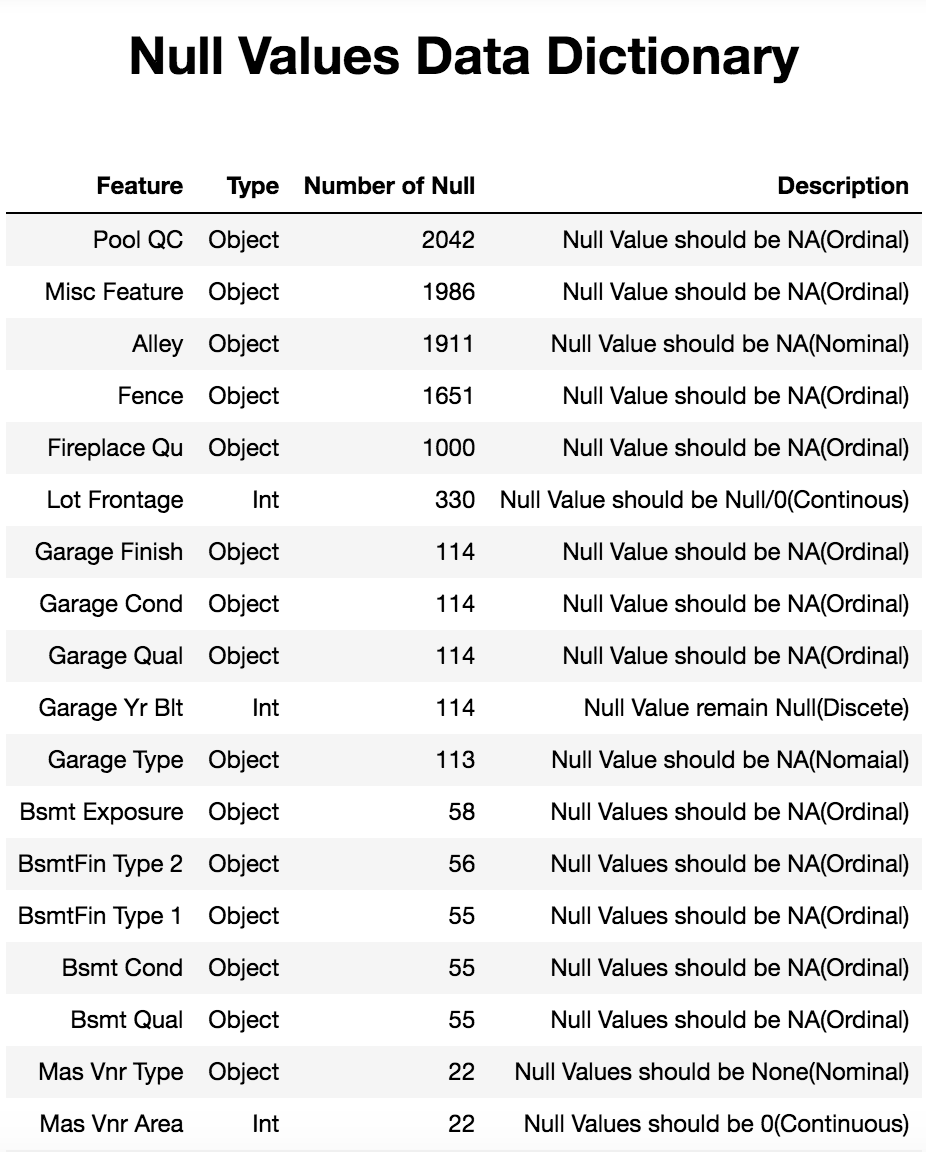 Null Values Data Dictionary
Feature Type Number of Null Description
Pool QC Object 2042 Null Value should be NA(Ordinal)
Misc Feature Object 1986 Null Value should be NA(Ordinal)
Alley Object 1911 Null Value should be NA(Nominal)
Fence Object 1651 Null Value should be NA(Ordinal)
Fireplace Qu Object 1000 Null Value should be NA(Ordinal)
Lot Frontage Int 330 Null Value should be Null/0(Continous)
Garage Finish Object 114 Null Value should be NA(Ordinal)
Garage Cond Object 114 Null Value should be NA(Ordinal)
Garage Qual Object 114 Null Value should be NA(Ordinal)
Garage Yr Blt Int 114 Null Value remain Null(Discete)
Garage Type Object 113 Null Value should be NA(Nomaial)
Bsmt Exposure Object 58 Null Values should be NA(Ordinal)
BsmtFin Type 2 Object 56 Null Values should be NA(Ordinal)
BsmtFin Type 1 Object 55 Null Values should be NA(Ordinal)
Bsmt Cond Object 55 Null Values should be NA(Ordinal)
Bsmt Qual Object 55 Null Values should be NA(Ordinal)
Mas Vnr Type Object 22 Null Values should be None(Nominal)
Mas Vnr Area Int 22 Null Values should be 0(Continuous)